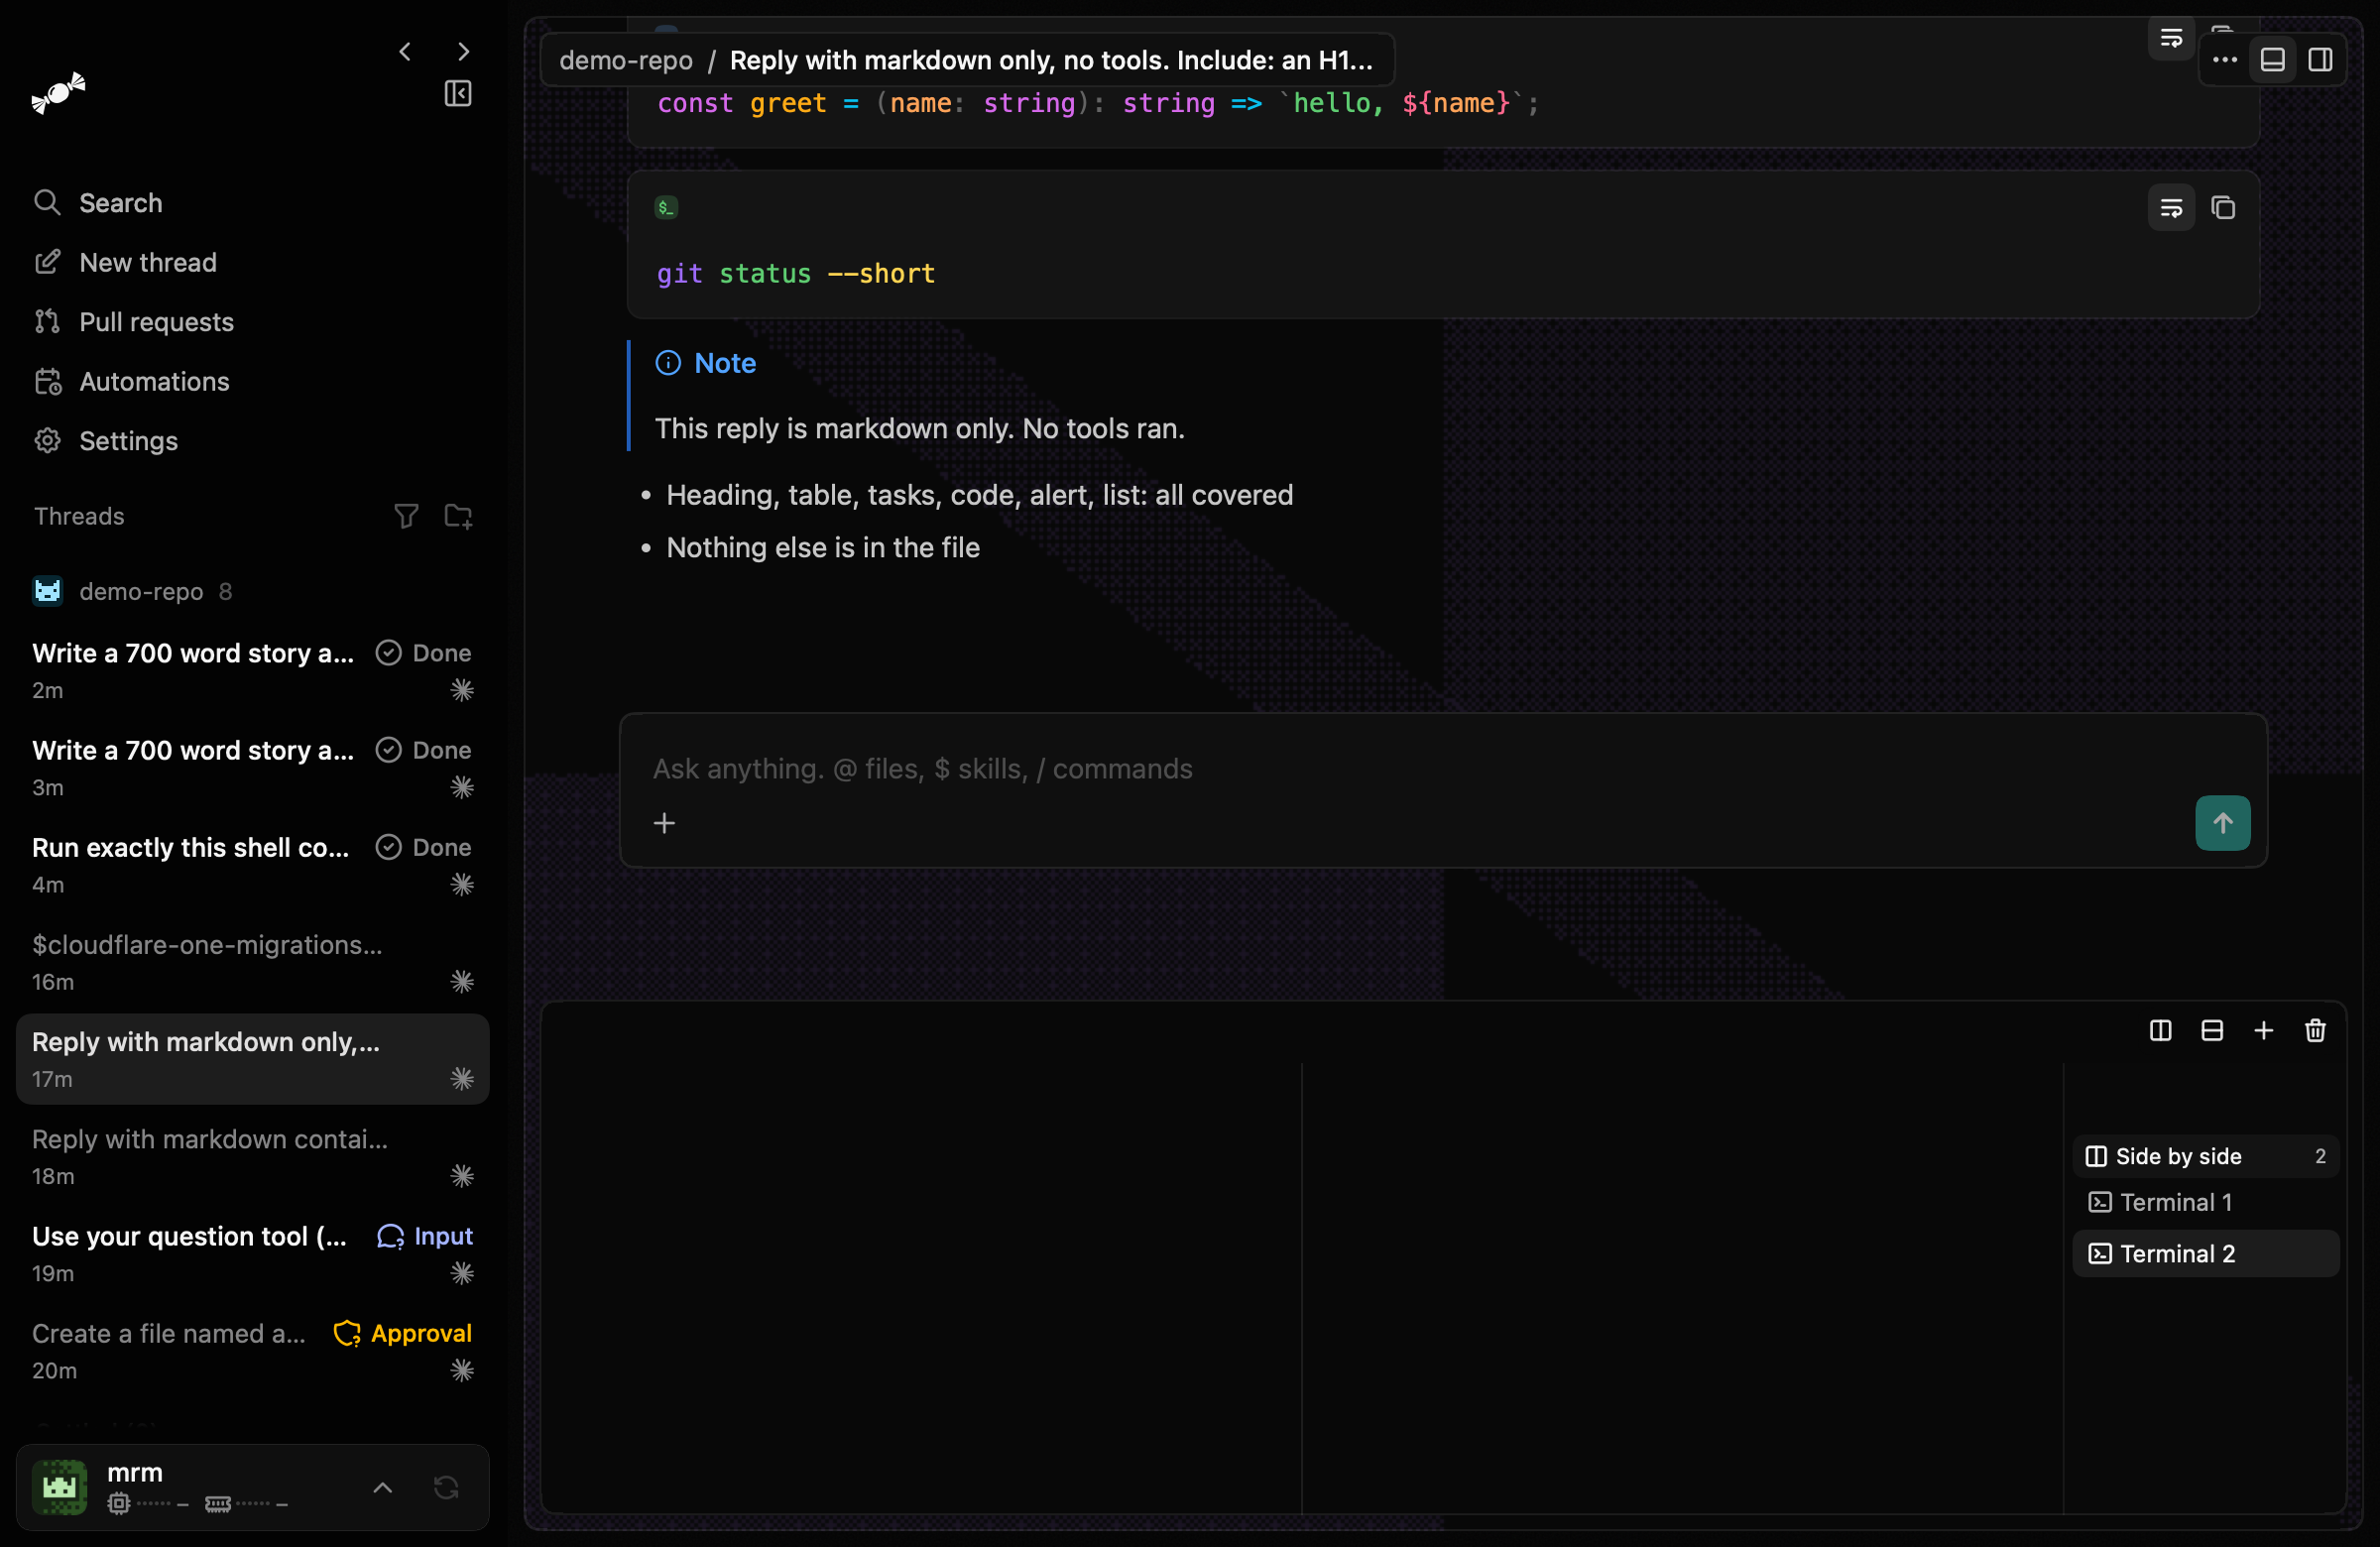 Search
New thread
Pull requests
Automations
Settings
Threads
demo-repo 8
Write a 700 word story a... Done
2m
Write a 700 word story a... Done
3m
Run exactly this shell co... Done
4m
$cloudflare-one-migrations...
16m
Reply with markdown only,...
17m
Reply with markdown contai...
18m
Use your question tool (... Input
19m
Create a file named a... Approval
20m
mrm
demo-repo / Reply with markdown only, no tools. Include: an H1...
const greet = (name: string): string => `hello, ${name}`;
$_
git status --short
Note
This reply is markdown only. No tools ran.
• Heading, table, tasks, code, alert, list: all covered
• Nothing else is in the file
Ask anything. @ files, $ skills, / commands
Side by side 2
Terminal 1
Terminal 2